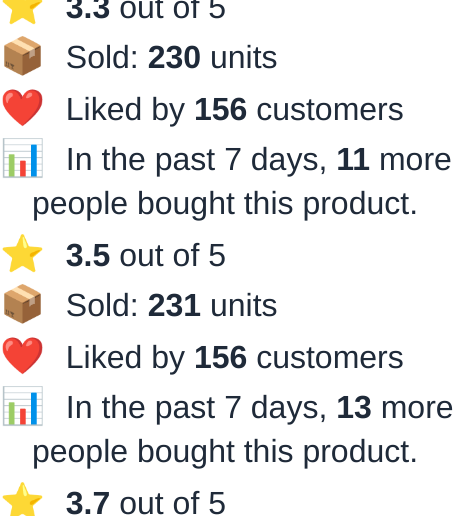 3.3 out of 5
Sold: 230 units
Liked by 156 customers
In the past 7 days, 11 more
people bought this product.
3.5 out of 5
Sold: 231 units
Liked by 156 customers
In the past 7 days, 13 more
people bought this product.
3.7 out of 5